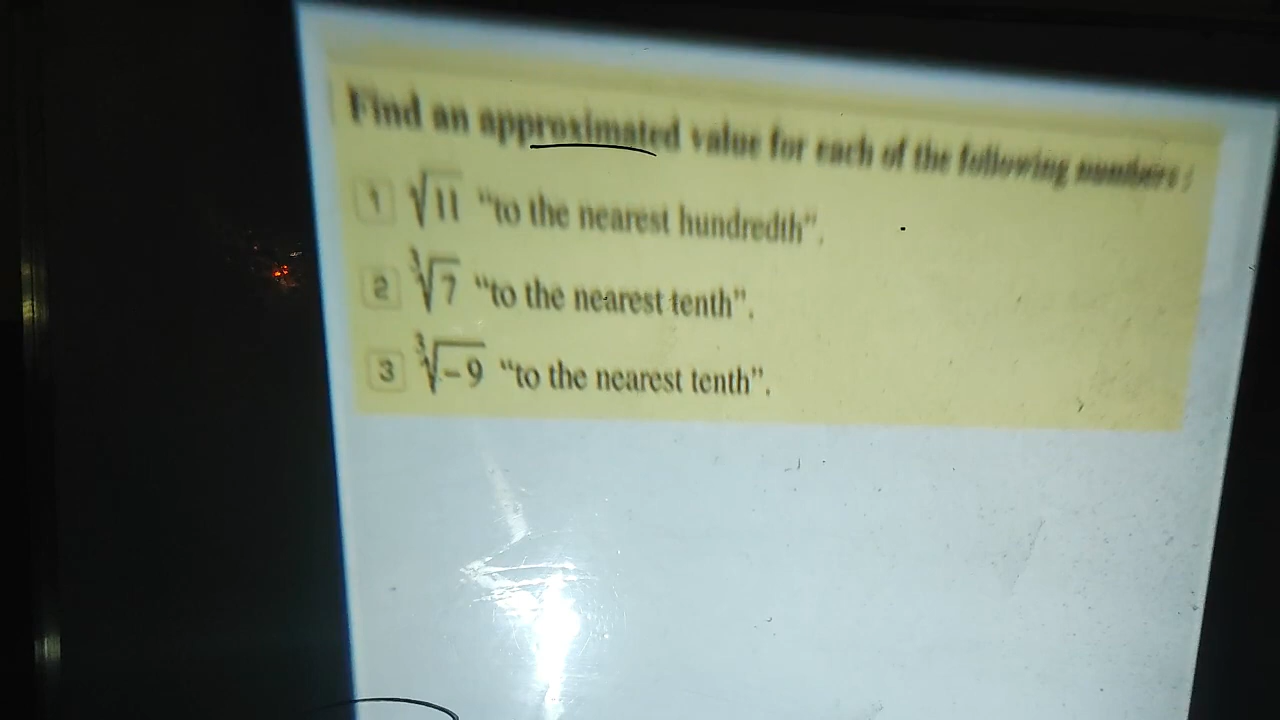 Find an approximated value for each of the following numbers :
1 √11 "to the nearest hundredth".
2 ∛7 "to the nearest tenth".
3 ∛-9 "to the nearest tenth".